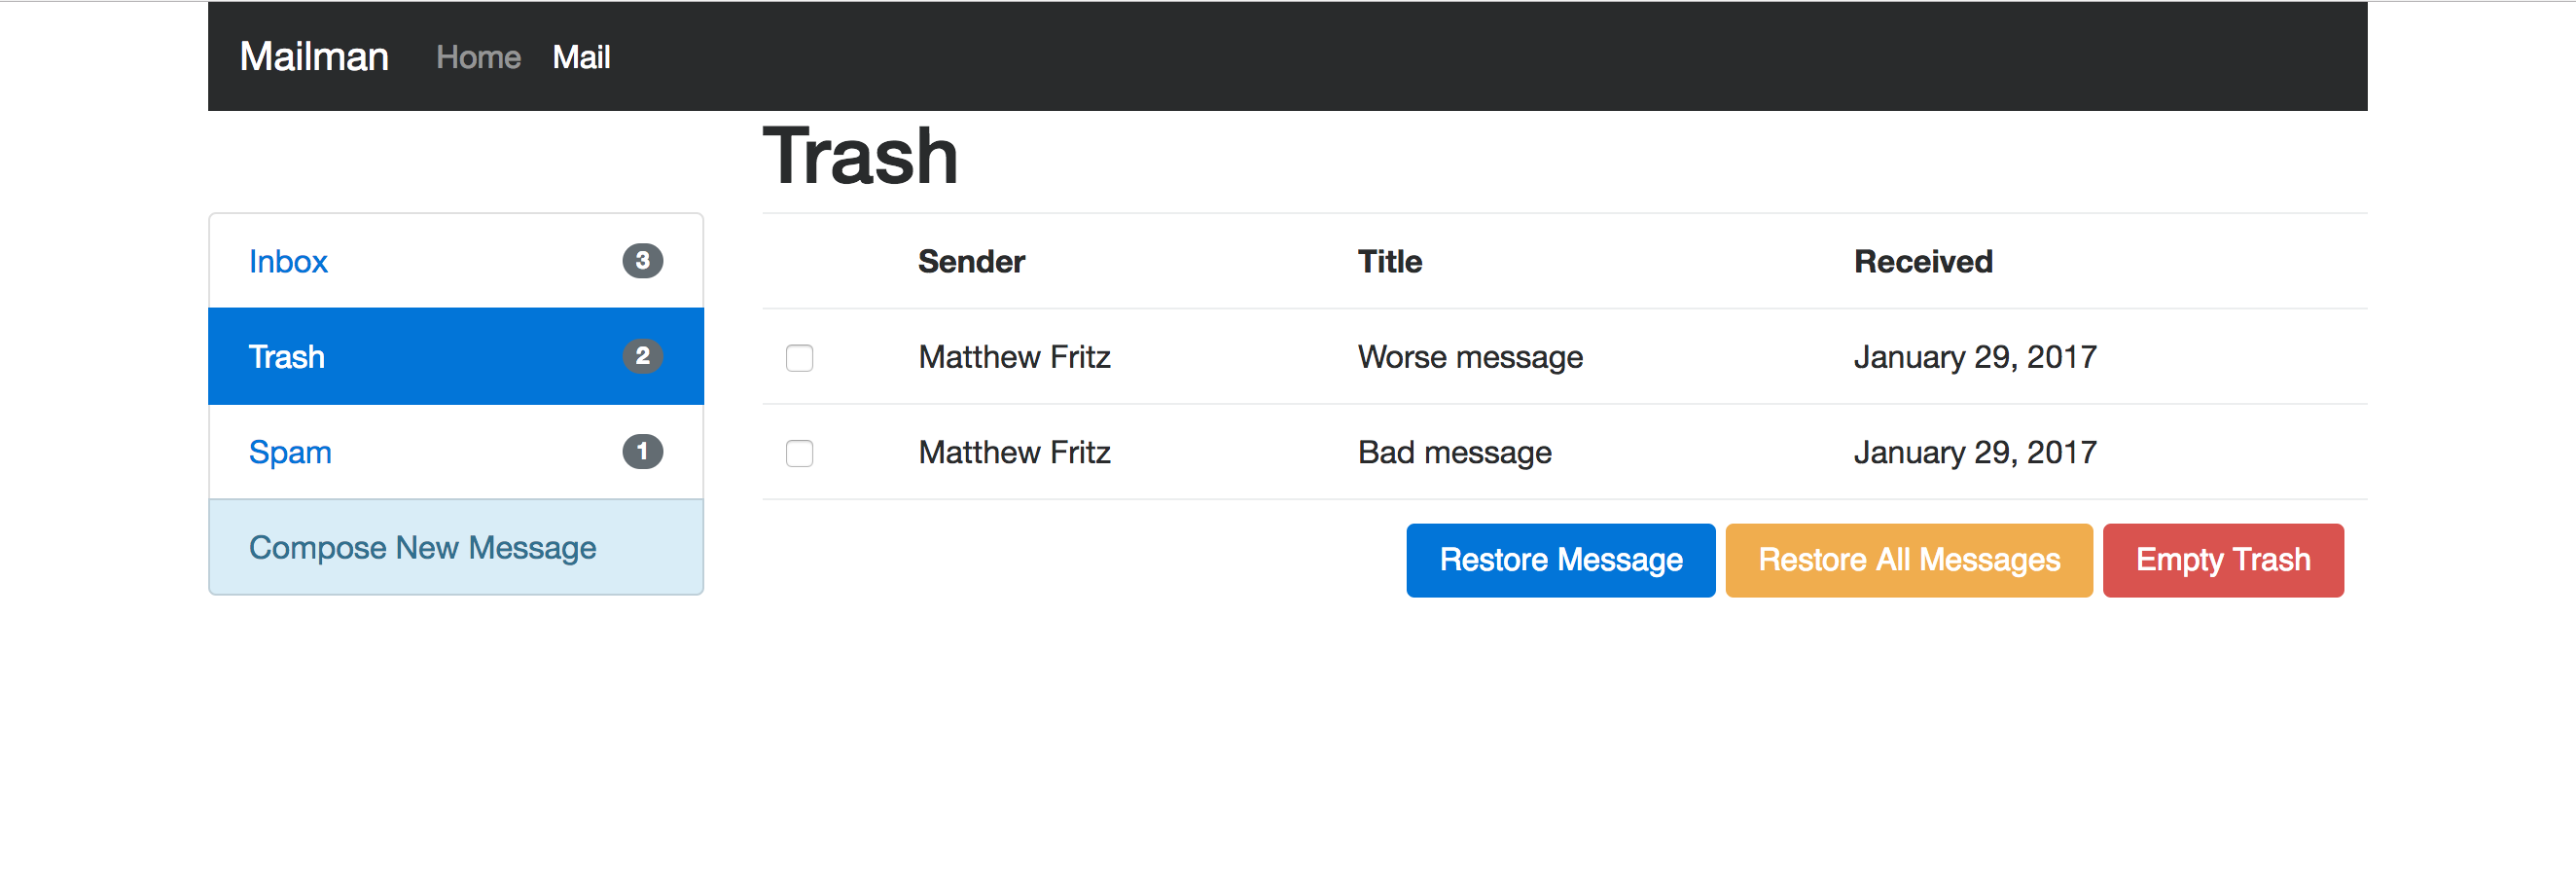 Mailman Home Mail
Trash
Inbox 3
Trash 2
Spam 1
Compose New Message
Sender Title Received
Matthew Fritz Worse message January 29, 2017
Matthew Fritz Bad message January 29, 2017
Restore Message Restore All Messages Empty Trash